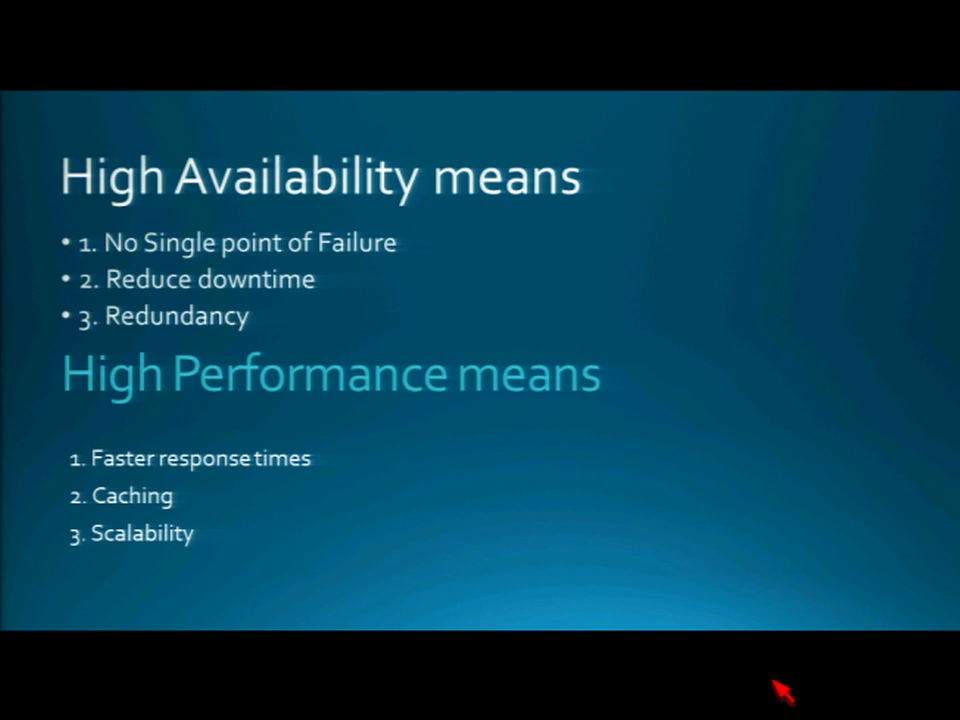 High Availability means
• 1. No Single point of Failure
• 2. Reduce downtime
• 3. Redundancy
High Performance means
1. Faster response times
2. Caching
3. Scalability